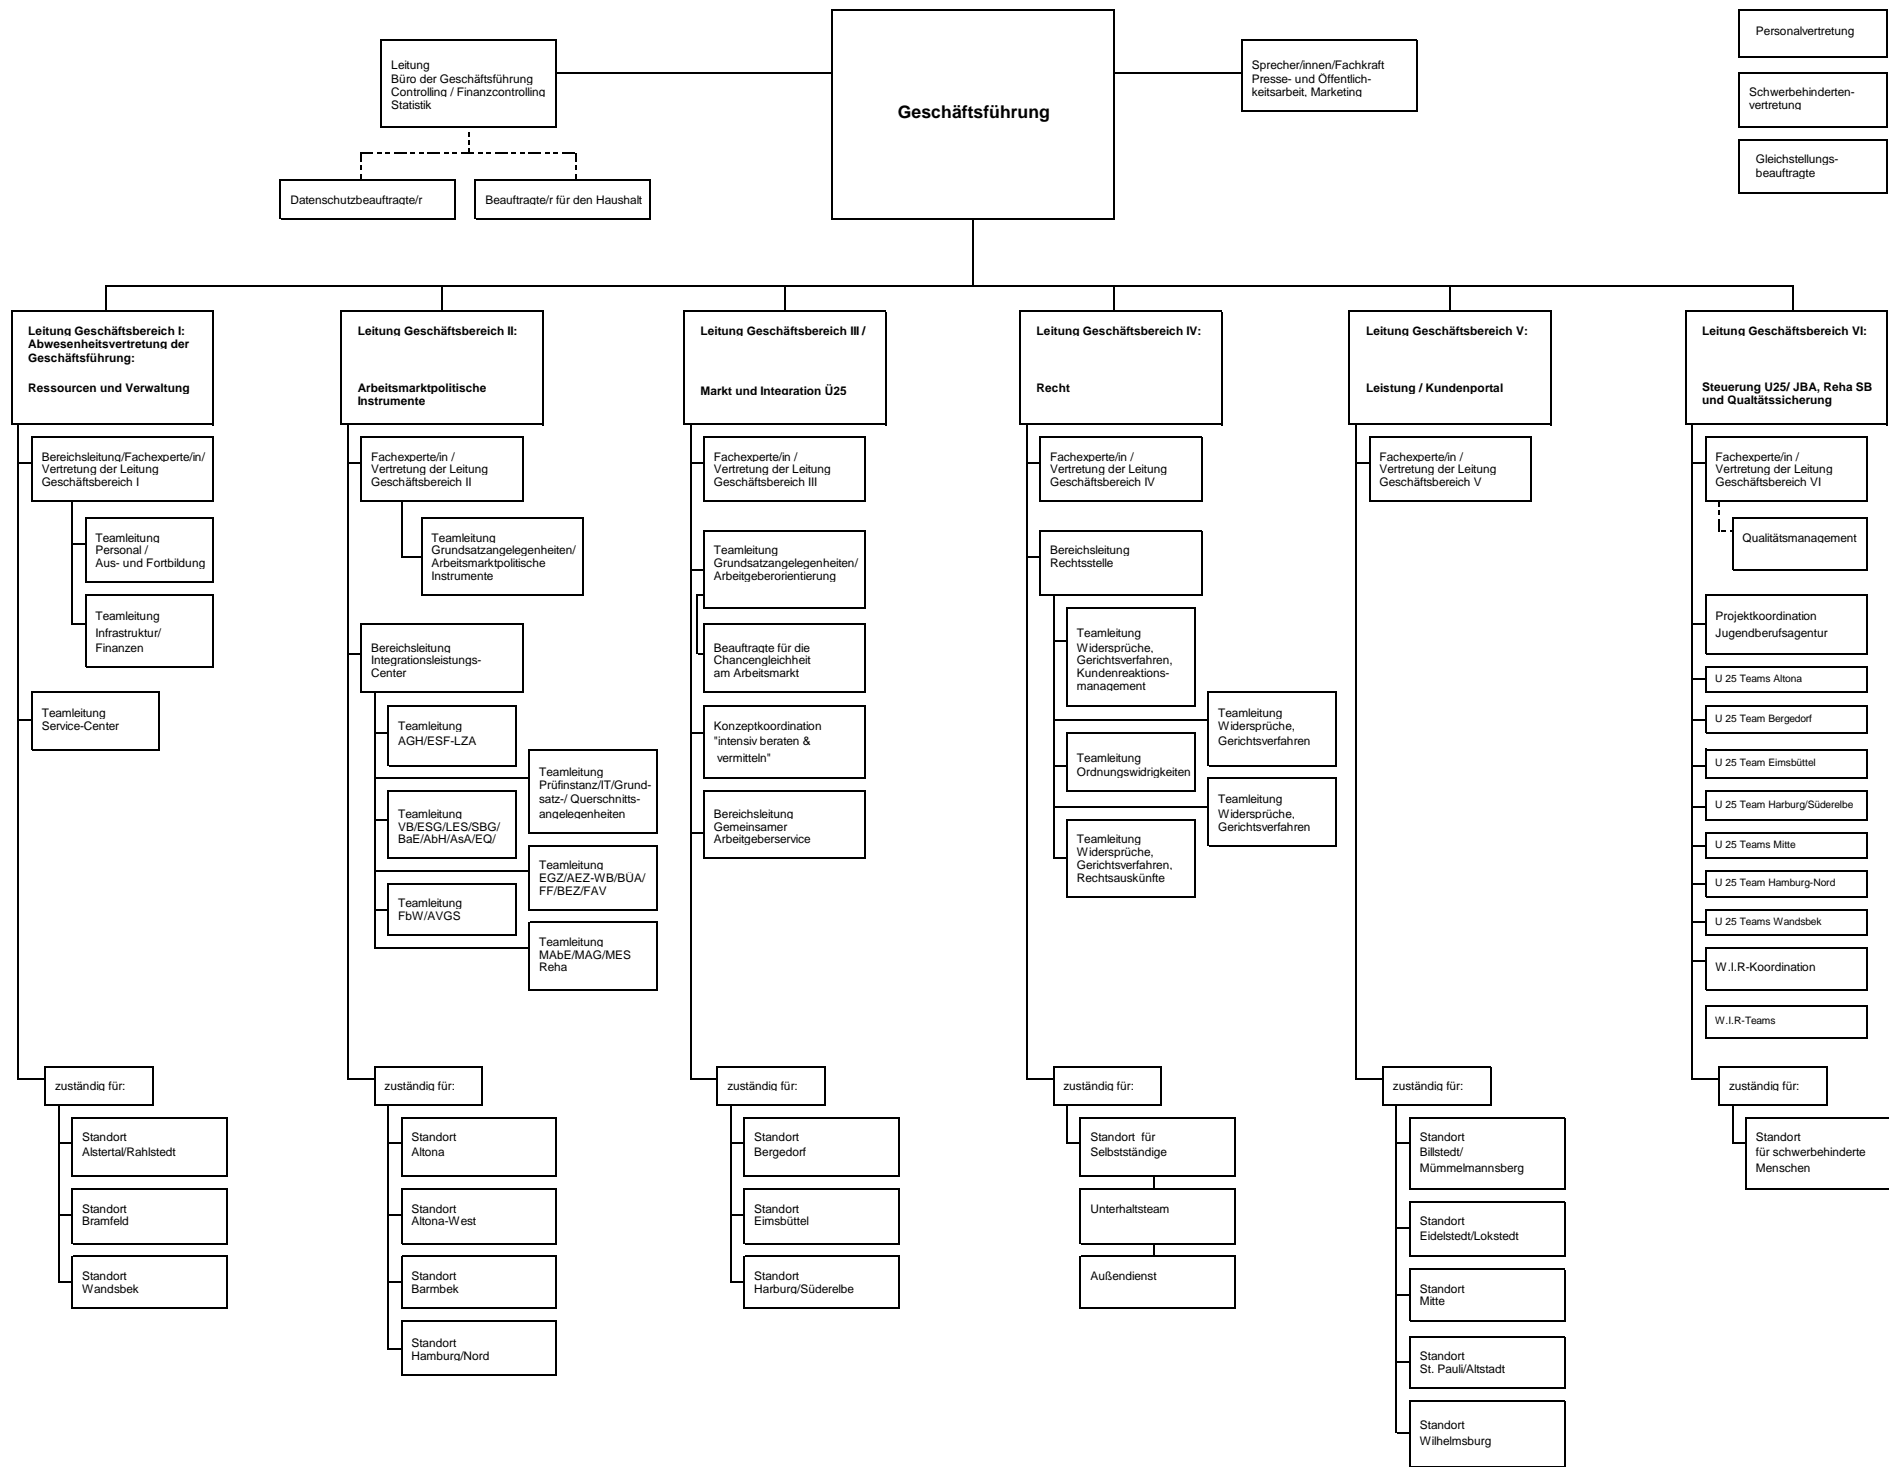 Leitung
Büro der Geschäftsführung
Controlling / Finanzcontrolling
Statistik
Geschäftsführung
Sprecher/innen/Fachkraft
Presse- und Öffentlich-
keitsarbeit, Marketing
Personalvertretung
Schwerbehinderten-
vertretung
Gleichstellungs-
beauftragte
Datenschutzbeauftragte/r
Beauftragte/r für den Haushalt
Leitung Geschäftsbereich I:
Abwesenheitsvertretung der
Geschäftsführung:
Ressourcen und Verwaltung
Bereichsleitung/Fachexperte/in/
Vertretung der Leitung
Geschäftsbereich I
Teamleitung
Personal /
Aus- und Fortbildung
Teamleitung
Infrastruktur/
Finanzen
Teamleitung
Service-Center
zuständig für:
Standort
Alstertal/Rahlstedt
Standort
Bramfeld
Standort
Wandsbek
Leitung Geschäftsbereich II:
Arbeitsmarktpolitische
Instrumente
Fachexperte/in /
Vertretung der Leitung
Geschäftsbereich II
Teamleitung
Grundsatzangelegenheiten/
Arbeitsmarktpolitische
Instrumente
Bereichsleitung
Integrationsleistungs-
Center
Teamleitung
AGH/ESF-LZA
Teamleitung
Prüfinstanz/IT/Grund-
satz-/ Querschnitts-
angelegenheiten
Teamleitung
VB/ESG/LES/SBG/
BaE/AbH/AsA/EQ/
Teamleitung
EGZ/AEZ-WB/BÜA/
FF/BEZ/FAV
Teamleitung
FbW/AVGS
Teamleitung
MAbE/MAG/MES
Reha
zuständig für:
Standort
Altona
Standort
Altona-West
Standort
Barmbek
Standort
Hamburg/Nord
Leitung Geschäftsbereich III /
Markt und Integration Ü25
Fachexperte/in /
Vertretung der Leitung
Geschäftsbereich III
Teamleitung
Grundsatzangelegenheiten/
Arbeitgeberorientierung
Beauftragte für die
Chancengleichheit
am Arbeitsmarkt
Konzeptkoordination
"intensiv beraten &
vermitteln"
Bereichsleitung
Gemeinsamer
Arbeitgeberservice
zuständig für:
Standort
Bergedorf
Standort
Eimsbüttel
Standort
Harburg/Süderelbe
Leitung Geschäftsbereich IV:
Recht
Fachexperte/in /
Vertretung der Leitung
Geschäftsbereich IV
Bereichsleitung
Rechtsstelle
Teamleitung
Widersprüche,
Gerichtsverfahren,
Kundenreaktions-
management
Teamleitung
Widersprüche,
Gerichtsverfahren
Teamleitung
Ordnungswidrigkeiten
Teamleitung
Widersprüche,
Gerichtsverfahren
Teamleitung
Widersprüche,
Gerichtsverfahren,
Rechtsauskünfte
zuständig für:
Standort für
Selbstständige
Unterhaltsteam
Außendienst
Leitung Geschäftsbereich V:
Leistung / Kundenportal
Fachexperte/in /
Vertretung der Leitung
Geschäftsbereich V
zuständig für:
Standort
Billstedt/
Mümmelmannsberg
Standort
Eidelstedt/Lokstedt
Standort
Mitte
Standort
St. Pauli/Altstadt
Standort
Wilhelmsburg
Leitung Geschäftsbereich VI:
Steuerung U25/ JBA, Reha SB
und Qualtätssicherung
Fachexperte/in /
Vertretung der Leitung
Geschäftsbereich VI
Qualitätsmanagement
Projektkoordination
Jugendberufsagentur
U 25 Teams Altona
U 25 Team Bergedorf
U 25 Team Eimsbüttel
U 25 Team Harburg/Süderelbe
U 25 Teams Mitte
U 25 Team Hamburg-Nord
U 25 Teams Wandsbek
W.I.R-Koordination
W.I.R-Teams
zuständig für:
Standort
für schwerbehinderte
Menschen